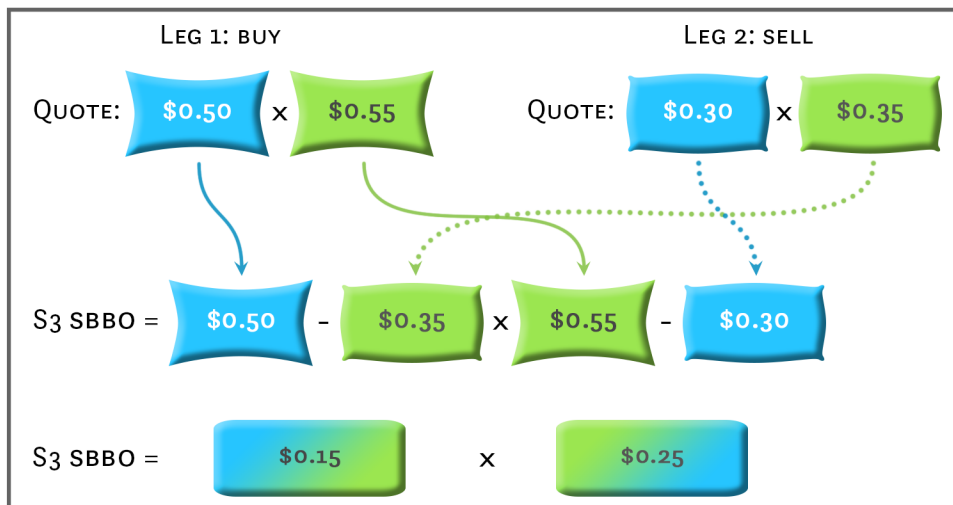 Leg 1: buy Leg 2: sell
Quote: $0.50 x $0.55 Quote: $0.30 x $0.35
S3 SBBO = $0.50 - $0.35 x $0.55 - $0.30
S3 SBBO = $0.15 x $0.25